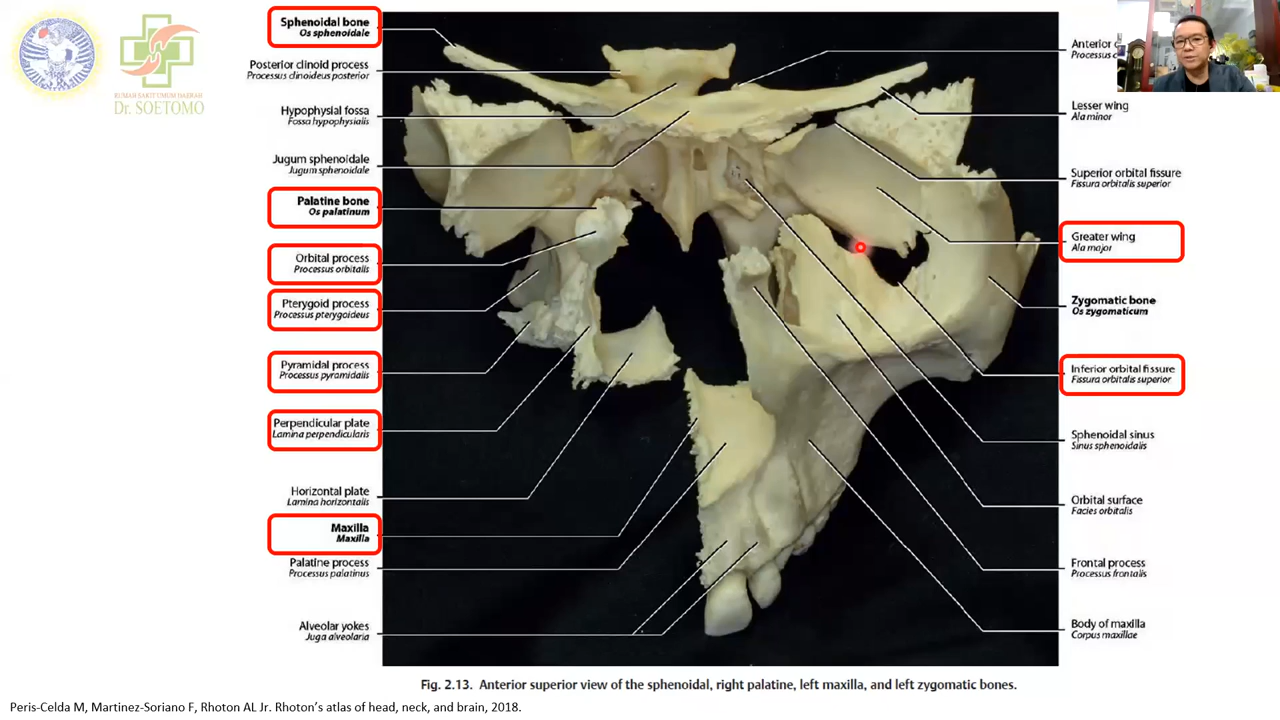 RUMAH SAKIT UMUM DAERAH
Dr. SOETOMO
Sphenoidal bone
Os sphenoidale
Posterior clinoid process
Processus clinoideus posterior
Hypophysial fossa
Fossa hypophysialis
Jugum sphenoidale
Jugum sphenoidale
Palatine bone
Os palatinum
Orbital process
Processus orbitalis
Pterygoid process
Processus pterygoideus
Pyramidal process
Processus pyramidalis
Perpendicular plate
Lamina perpendicularis
Horizontal plate
Lamina horizontalis
Maxilla
Maxilla
Palatine process
Processus palatinus
Alveolar yokes
Juga alveolaria
Anterior
Processus
Lesser wing
Ala minor
Superior orbital fissure
Fissura orbitalis superior
Greater wing
Ala major
Zygomatic bone
Os zygomaticum
Inferior orbital fissure
Fissura orbitalis superior
Sphenoidal sinus
Sinus sphenoidalis
Orbital surface
Facies orbitalis
Frontal process
Processus frontalis
Body of maxilla
Corpus maxillae
Fig. 2.13. Anterior superior view of the sphenoidal, right palatine, left maxilla, and left zygomatic bones.
Peris-Celda M, Martinez-Soriano F, Rhoton AL Jr. Rhoton's atlas of head, neck, and brain, 2018.